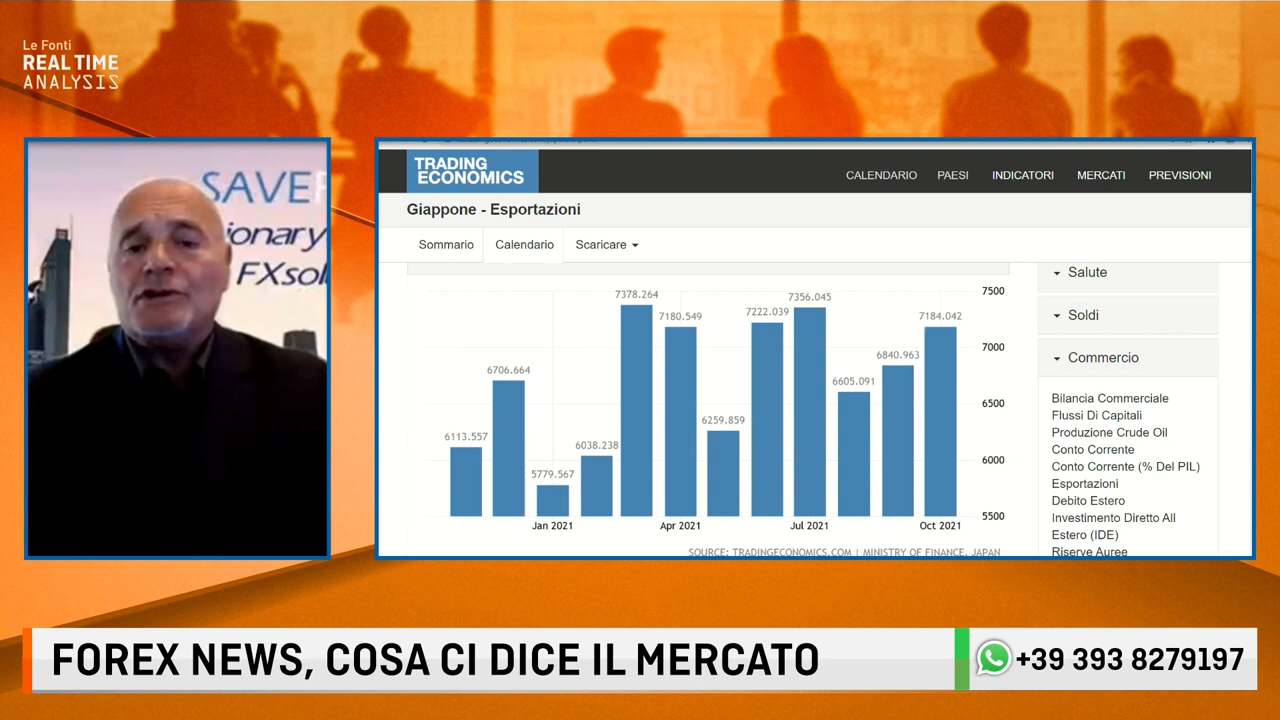 Le Fonti
REAL TIME
ANALYSIS
SAVE
ionary
FXsol
TRADING
ECONOMICS
CALENDARIO PAESI INDICATORI MERCATI PREVISIONI
Giappone - Esportazioni
Sommario Calendario Scaricare
7500
7000
6500
6000
5500
6113.557
6706.664
5779.567
6038.238
7378.264
7180.549
6259.859
7222.039
7356.045
6605.091
6840.963
7184.042
Jan 2021 Apr 2021 Jul 2021 Oct 2021
SOURCE: TRADINGECONOMICS.COM | MINISTRY OF FINANCE, JAPAN
Salute
Soldi
Commercio
Bilancia Commerciale
Flussi Di Capitali
Produzione Crude Oil
Conto Corrente
Conto Corrente (% Del PIL)
Esportazioni
Debito Estero
Investimento Diretto All
Estero (IDE)
Riserve Auree
FOREX NEWS, COSA CI DICE IL MERCATO
+39 393 8279197